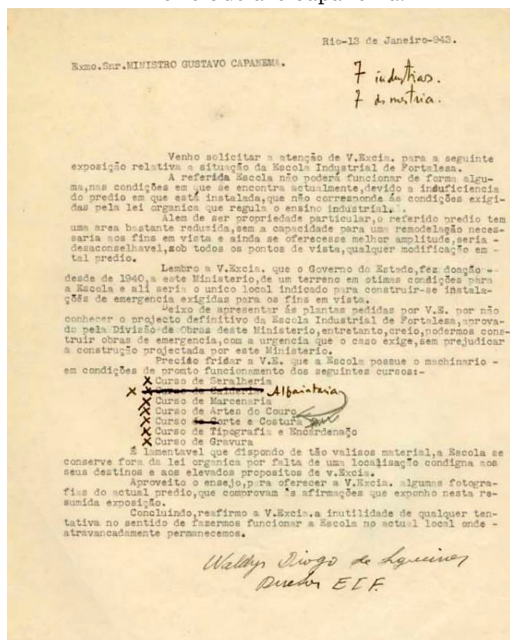 Rio-13 de Janeiro-943.
Exmo.Snr.MINISTRO GUSTAVO CAPANEMA.
7 industrias.
7 de mestria.
Venho solicitar a atenção de V.Excia. para a seguinte
exposição relativa a situação da Escola Industrial de Fortalesa.
A referida Escola não poderá funcionar de forma algu-
ma,nas condições em que se encontra actualmente,devido a insuficiencia
do predio em que está instalada,que não corresponde ás condições exigi-
das pela lei organica que regula o ensino industrial.
Alem de ser propriedade particular,o referido predio tem
uma area bastante reduzida,sem a capacidade para uma remodelação neces-
saria aos fins em vista e ainda se oferecesse melhor amplitude,seria -
desaconselhavel,sob todos os pontos de vista,qualquer modificação em -
tal predio.
Lembro a V.Excia. que o Governo do Estado,fez doação -
desde de 1940,a este Ministerio,de um terreno em otimas condições para
a Escola e ali seria o unico local indicado para construir-se instala-
ções de emergencia exigidas para os fins em vista.
Deixo de apresentar ás plantas pedidas por V.E. por não
conhecer o projecto definitivo da Escola Industrial de Fortalesa,aprova-
do pela Divisão de Obras deste Ministerio,entretanto,creio,podermos cons-
truir obras de emergencia,com a urgencia que o caso exige,sem prejudicar
a construção projectada por este Ministerio.
Preciso frizar a V.E. que a Escola possue o machinario -
em condições de pronto funcionamento dos seguintes cursos:-
X Curso de Seralheria
X X Curso de Alfaiataria
X Curso de Marcenaria
X Curso de Artes do Couro
X Curso de Corte e Costura
X Curso de Tipografia e Encardenaço
X Curso de Gravura
É lamentavel que dispondo de tão valisos material,a Escola se
conserve fora da lei organica por falta de uma localisação condigna aos
seus destinos e aos elevados propositos de V.Excia.
Aproveito o ensejo,para oferecer a V.Excia. algumas fotogra-
fias do actual predio,que comprovam as afirmações que exponho nesta re-
sumida exposição.
Concluindo,reafirmo a V.Excia.a inutilidade de qualquer ten-
tativa no sentido de fazermos funcionar a Escola no actual local onde -
atravancadamente permanecemos.
Waldyr Diogo de Siqueira
Director E I F.